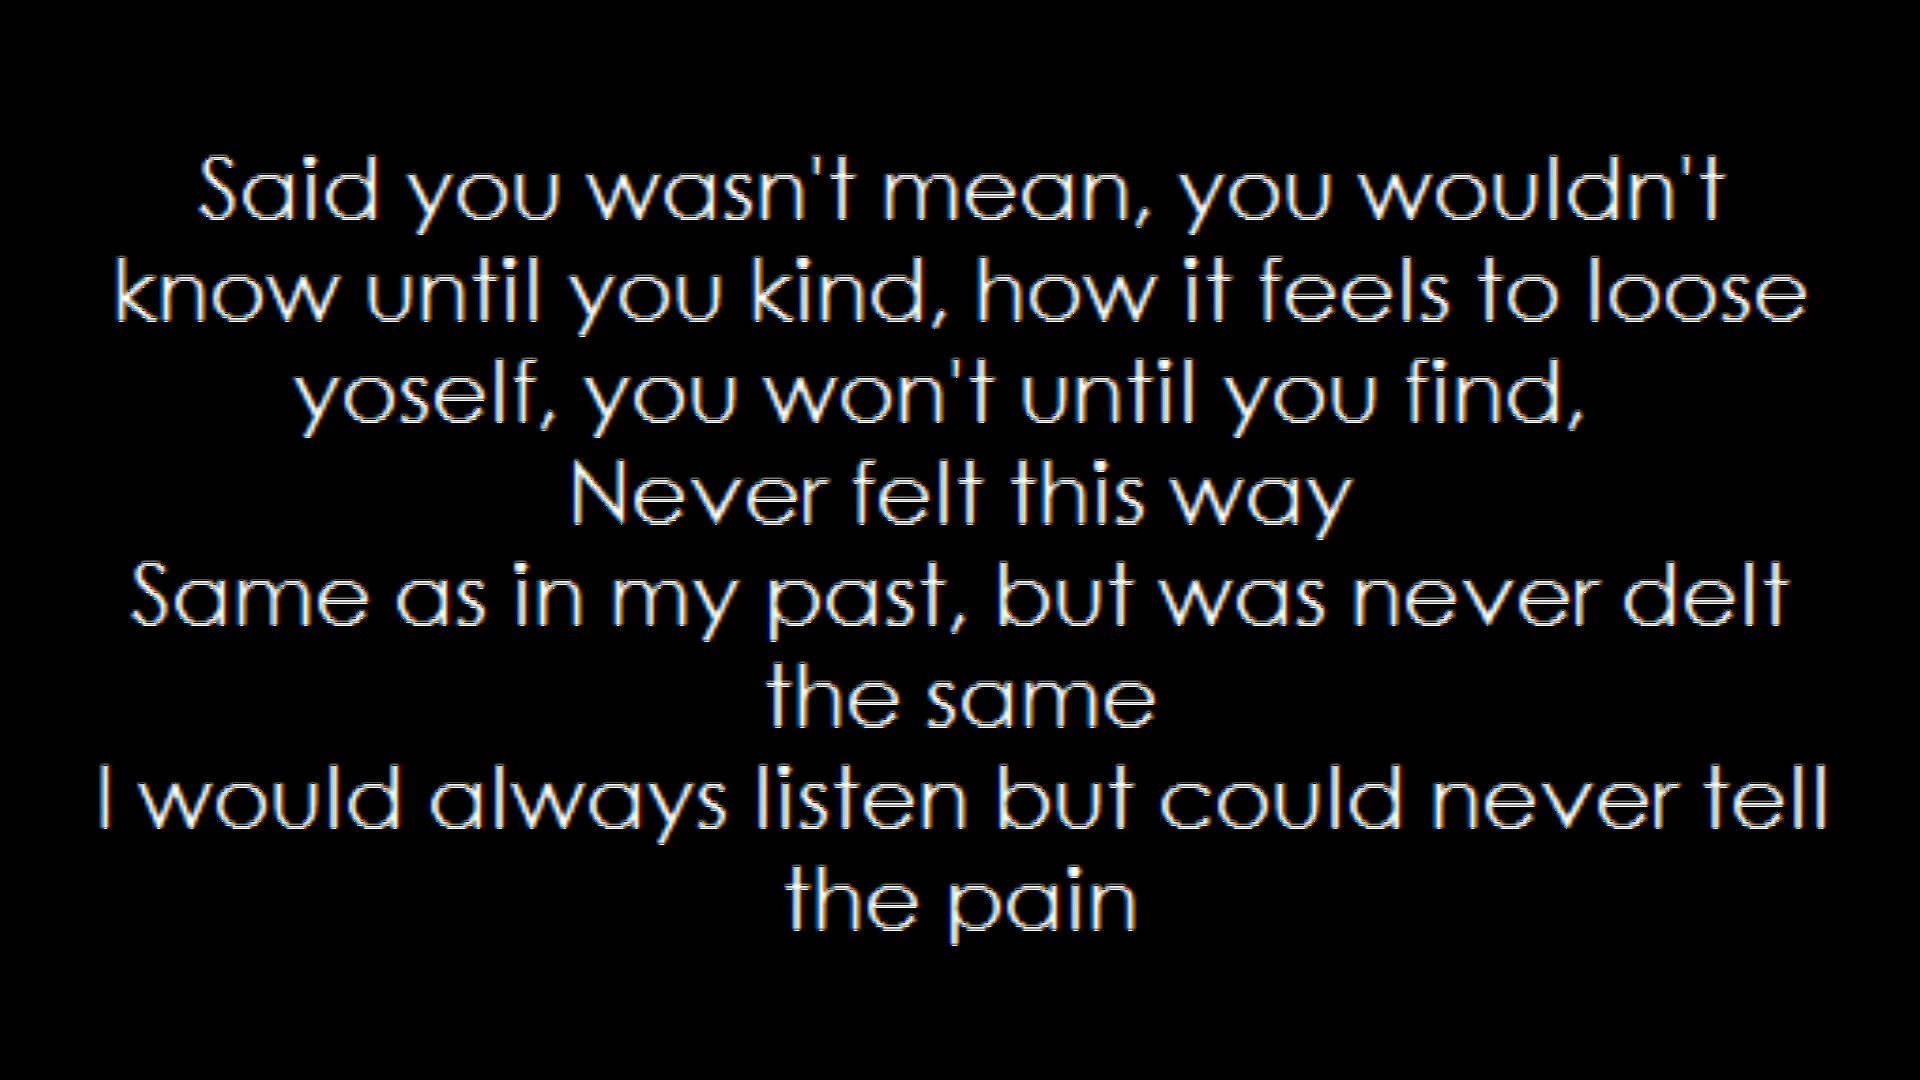 Said you wasn't mean, you wouldn't
know until you kind, how it feels to loose
yoself, you won't until you find,
Never felt this way
Same as in my past, but was never delt
the same
I would always listen but could never tell
the pain